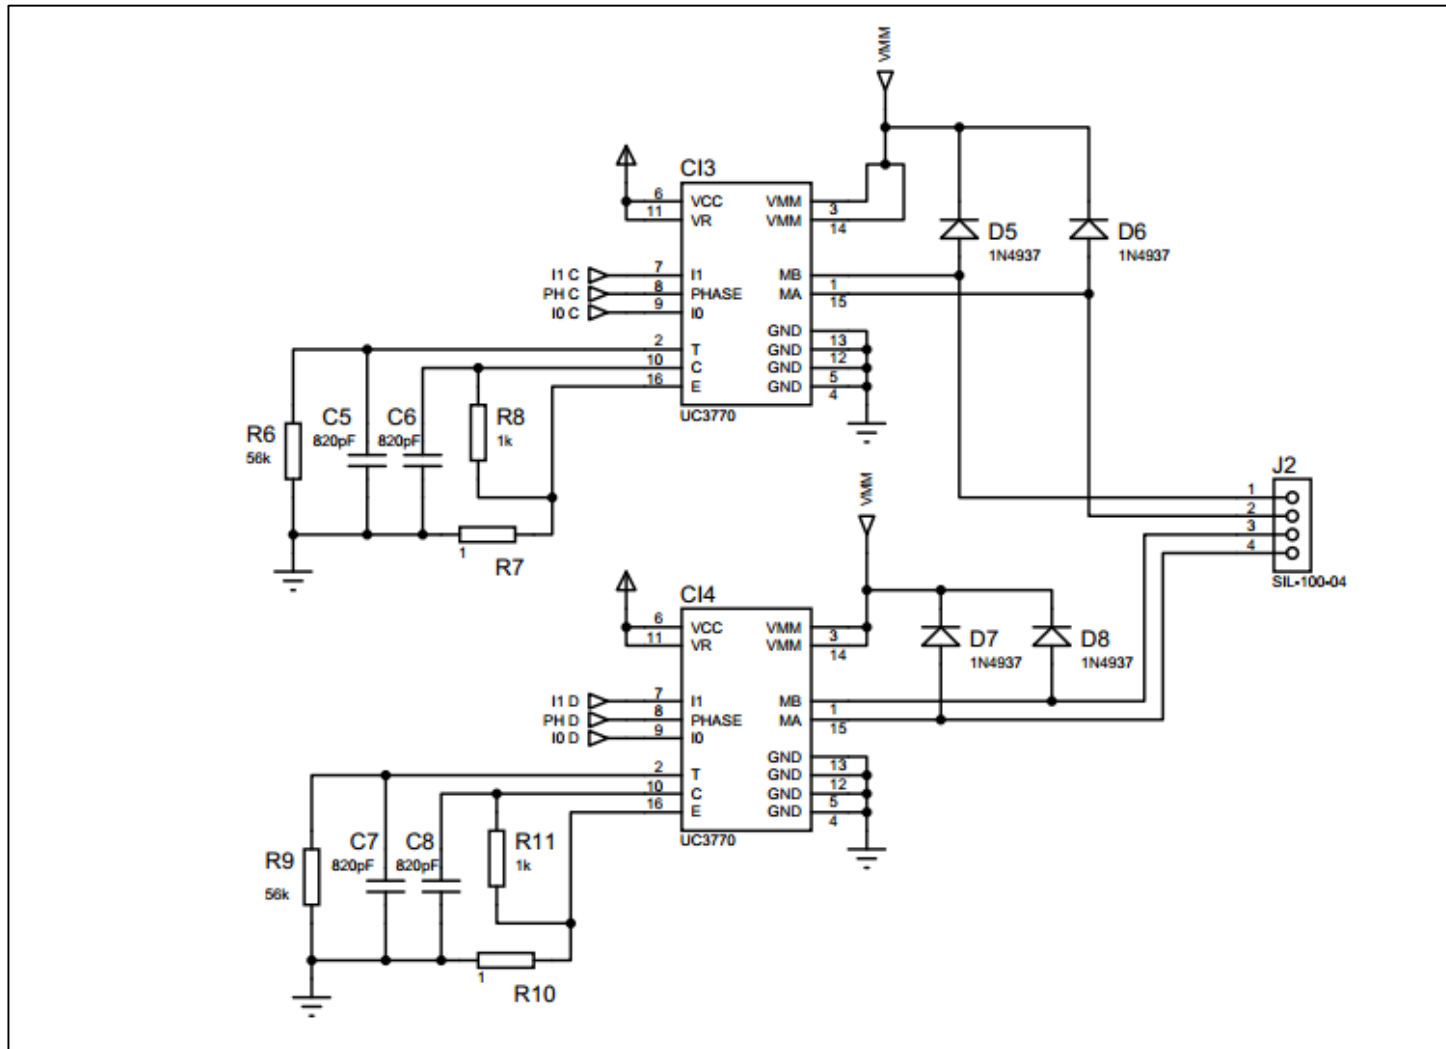 VMM
CI3
6 VCC VMM 3
11 VR VMM 14
D5
1N4937
D6
1N4937
I1 C 7 I1 MB 1
PH C 8 PHASE MA 15
I0 C 9 I0
GND 13
2 T GND 12
10 C GND 5
16 E GND 4
UC3770
R6
56k
C5
820pF
C6
820pF
R8
1k
1
R7
VMM
J2
1
2
3
4
SIL-100-04
CI4
6 VCC VMM 3
11 VR VMM 14
D7
1N4937
D8
1N4937
I1 D 7 I1 MB 1
PH D 8 PHASE MA 15
I0 D 9 I0
GND 13
2 T GND 12
10 C GND 5
16 E GND 4
UC3770
R9
56k
C7
820pF
C8
820pF
R11
1k
1
R10